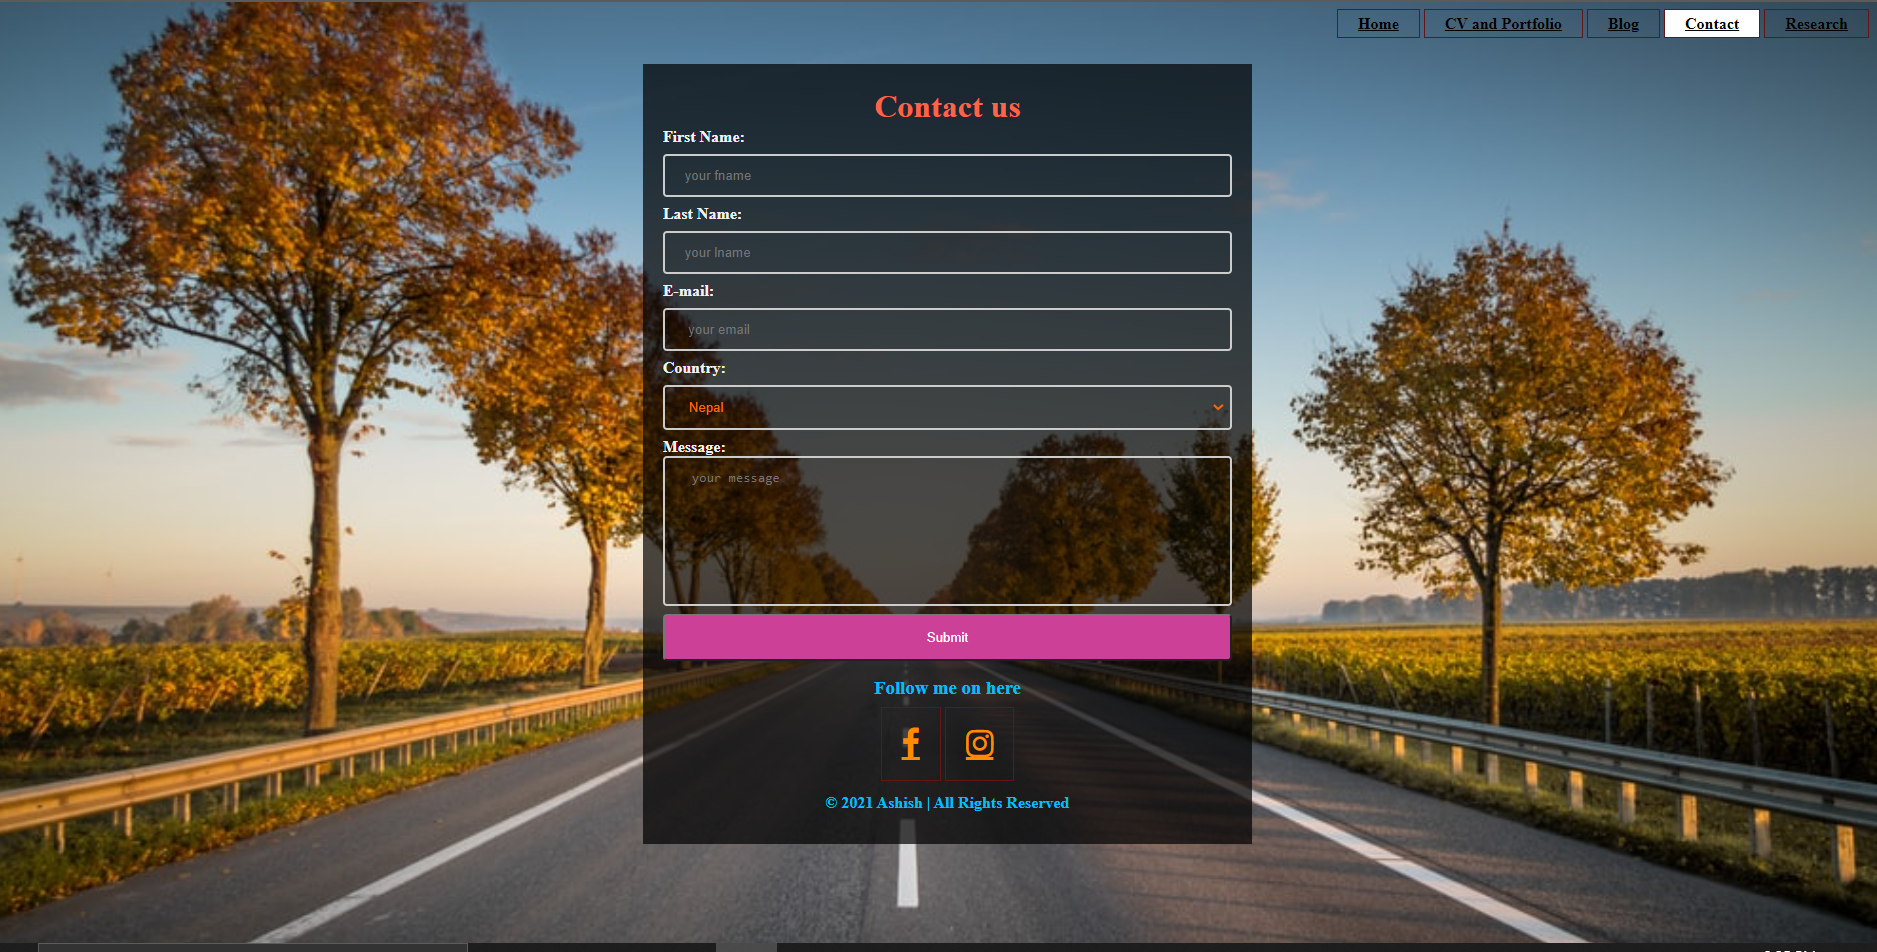 Home CV and Portfolio Blog Contact Research
Contact us
First Name:
your fname
Last Name:
your lname
E-mail:
your email
Country:
Nepal
Message:
your message
Submit
Follow me on here
© 2021 Ashish | All Rights Reserved